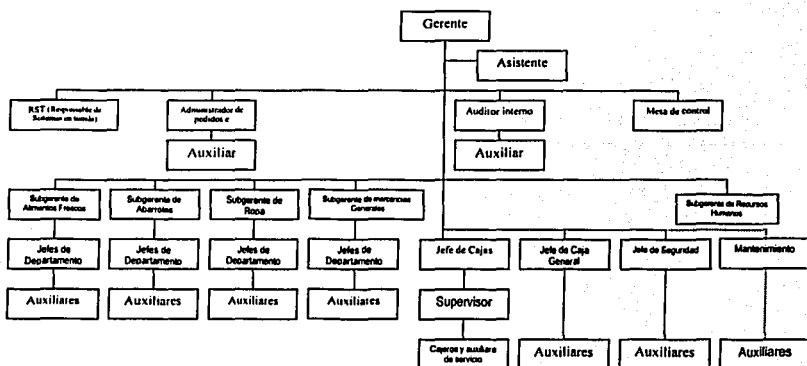 Gerente
Asistente
RST (Responsable de
Sistemas en tienda)
Administrador de
pedidos e
Auditor interno
Mesa de control
Auxiliar
Auxiliar
Subgerente de
Alimentos Frescos
Subgerente de
Abarrotes
Subgerente de
Ropa
Subgerente de mercancías
Generales
Subgerente de Recursos
Humanos
Jefes de
Departamento
Jefes de
Departamento
Jefes de
Departamento
Jefes de
Departamento
Jefe de Cajas
Jefe de Caja
General
Jefe de Seguridad
Mantenimiento
Auxiliares
Auxiliares
Auxiliares
Auxiliares
Supervisor
Cajeros y auxiliares
de servicio
Auxiliares
Auxiliares
Auxiliares